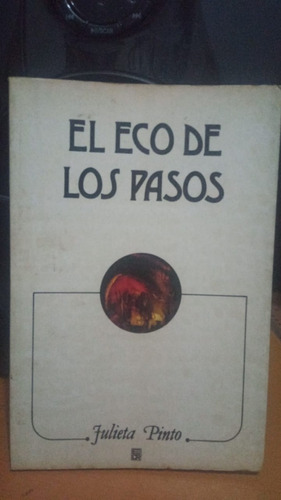 EL ECO DE
LOS PASOS
Julieta Pinto